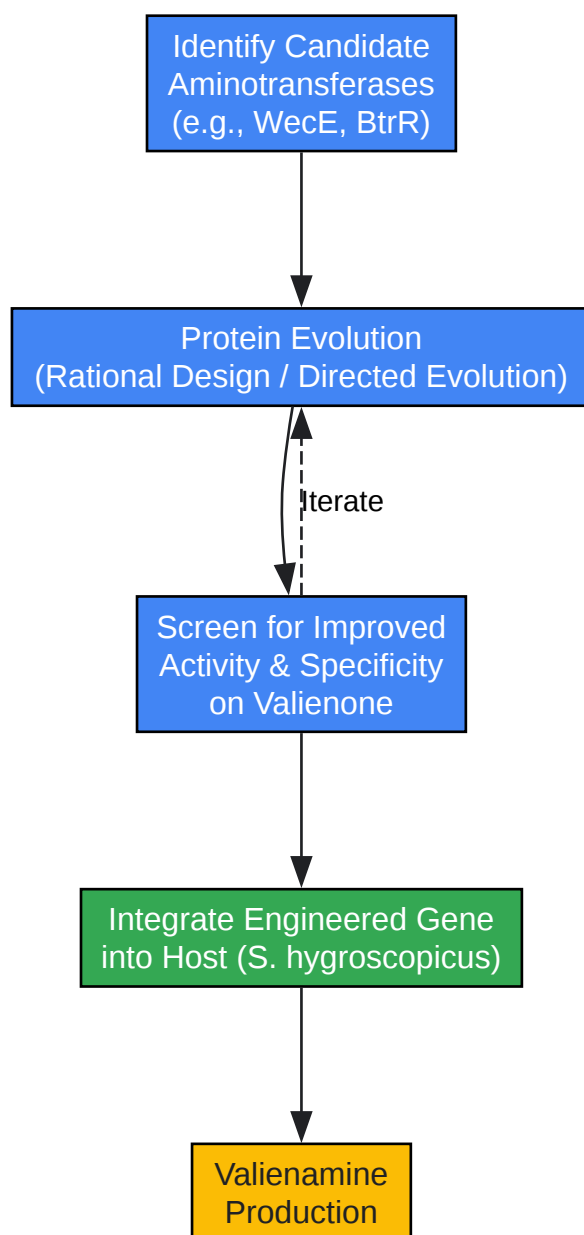 Identify Candidate
Aminotransferases
(e.g., WecE, BtrR)
Protein Evolution
(Rational Design / Directed Evolution)
Iterate
Screen for Improved
Activity & Specificity
on Valienone
Integrate Engineered Gene
into Host (S. hygroscopicus)
Valienamine
Production